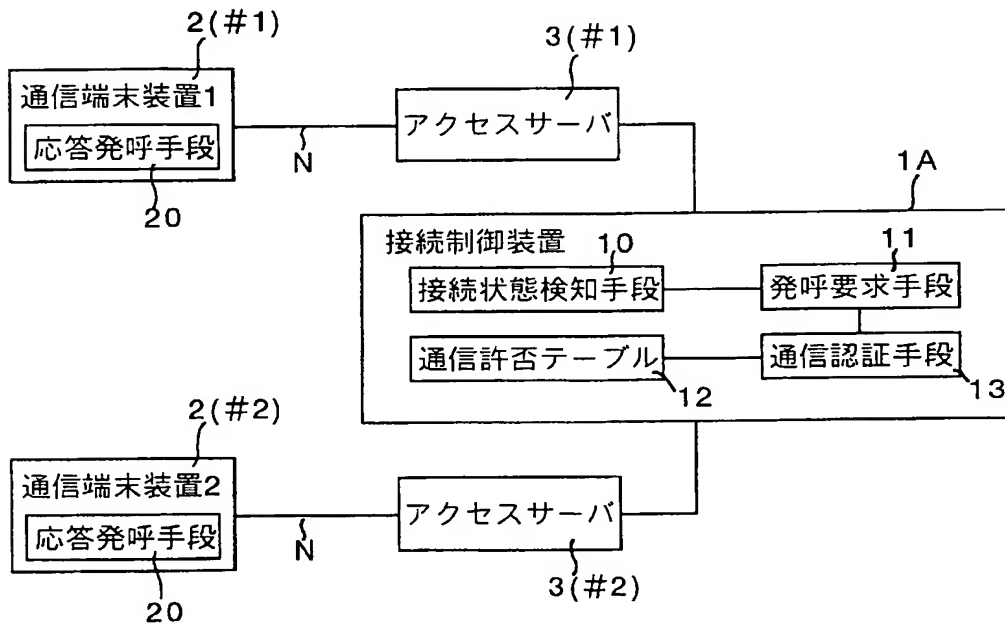 2(#1)
通信端末装置1
応答発呼手段
20
N
3(#1)
アクセスサーバ
1A
接続制御装置
10
接続状態検知手段
11
発呼要求手段
通信許否テーブル
12
通信認証手段
13
2(#2)
通信端末装置2
応答発呼手段
20
N
アクセスサーバ
3(#2)